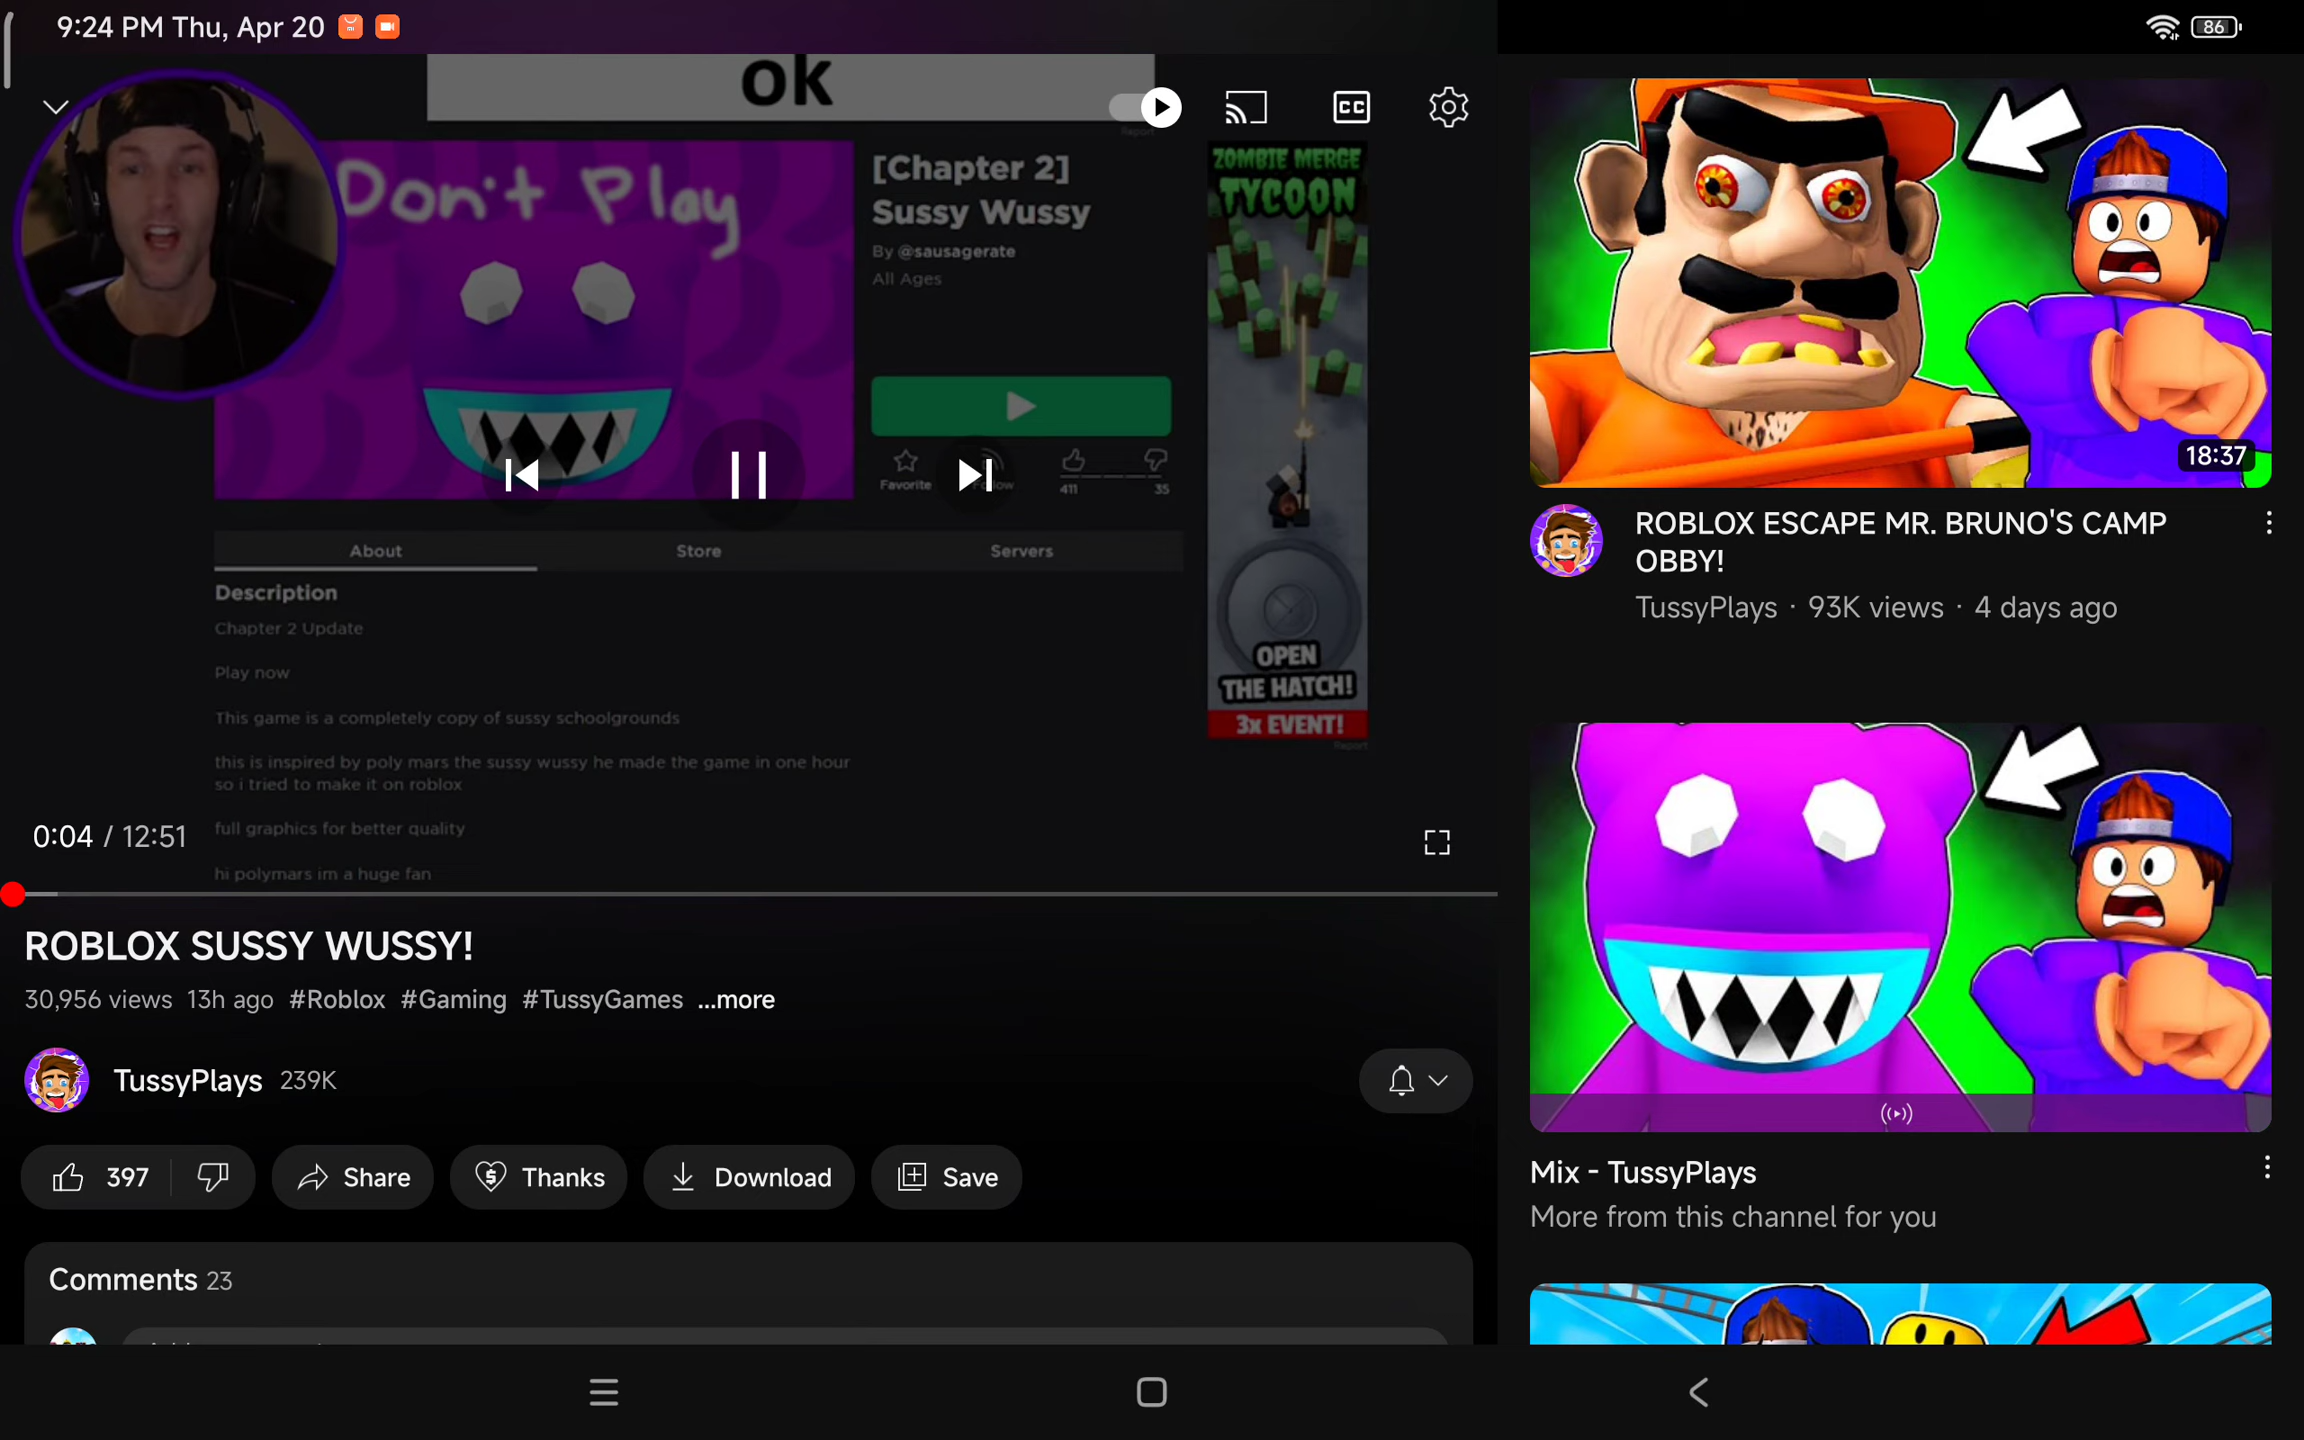 9:24 PM Thu, Apr 20
86
ok
Report
Don't Play
[Chapter 2]
Sussy Wussy
By @sausagerate
All Ages
Favorite
411
35
About
Store
Servers
Description
Chapter 2 Update
Play now
This game is a completely copy of sussy schoolgrounds
this is inspired by poly mars the sussy wussy he made the game in one hour
so i tried to make it on roblox
full graphics for better quality
hi polymars im a huge fan
ZOMBIE MERGE
TYCOON
OPEN
THE HATCH!
3x EVENT!
Report
CC
0:04 / 12:51
ROBLOX SUSSY WUSSY!
30,956 views 13h ago #Roblox #Gaming #TussyGames ...more
TussyPlays 239K
397
Share
Thanks
Download
Save
Comments 23
18:37
ROBLOX ESCAPE MR. BRUNO'S CAMP
OBBY!
TussyPlays · 93K views · 4 days ago
Mix - TussyPlays
More from this channel for you